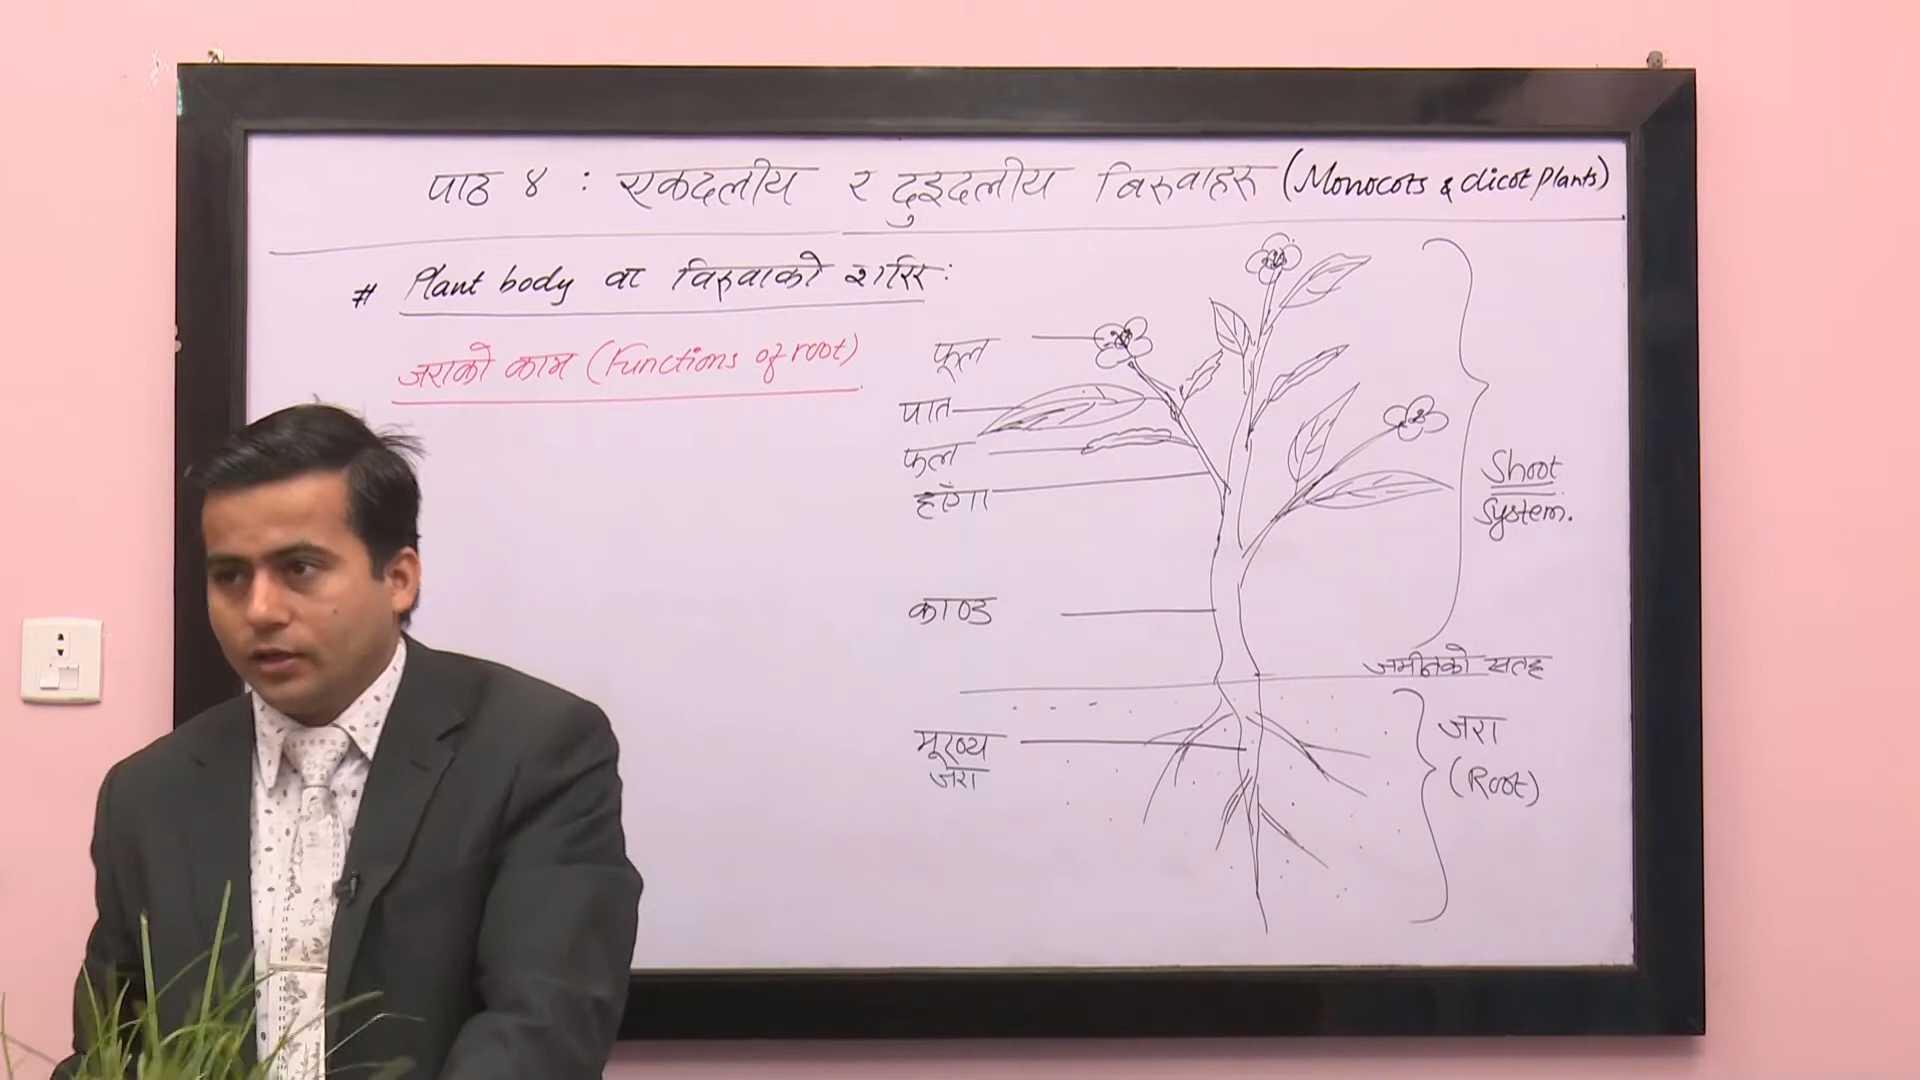 पाठ ४ : एकदलीय र दुइदलीय बिरुवाहरु (Monocots & dicot plants)
# Plant body वा विरुवाको शरिर :
जराको काम (Functions of root)
फूल
पात
फल
हाँगा
काण्ड
मूख्य
जरा
Shoot
System.
जमीनको सतह
जरा
(Root)